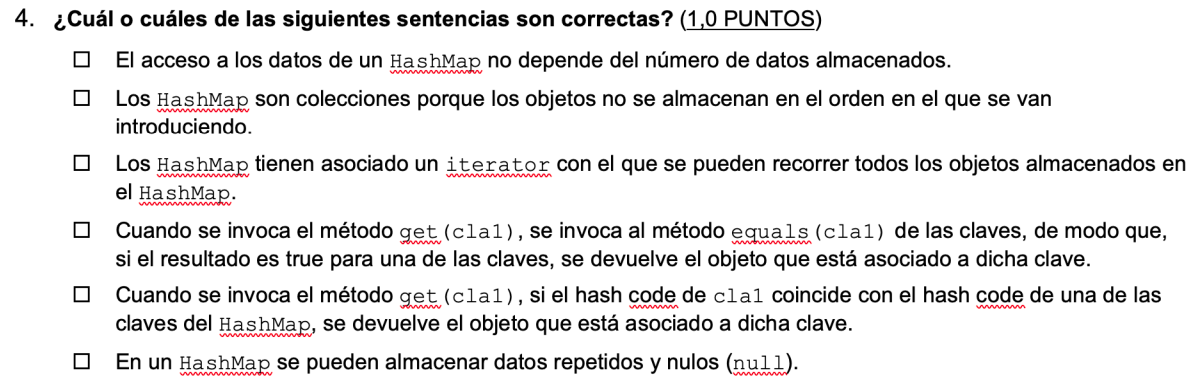 4. ¿Cuál o cuáles de las siguientes sentencias son correctas? (1,0 PUNTOS)
☐ El acceso a los datos de un HashMap no depende del número de datos almacenados.
☐ Los HashMap son colecciones porque los objetos no se almacenan en el orden en el que se van
introduciendo.
☐ Los HashMap tienen asociado un iterator con el que se pueden recorrer todos los objetos almacenados en
el HashMap.
☐ Cuando se invoca el método get(cla1), se invoca al método equals(cla1) de las claves, de modo que,
si el resultado es true para una de las claves, se devuelve el objeto que está asociado a dicha clave.
☐ Cuando se invoca el método get(cla1), si el hash code de cla1 coincide con el hash code de una de las
claves del HashMap, se devuelve el objeto que está asociado a dicha clave.
☐ En un HashMap se pueden almacenar datos repetidos y nulos (null).